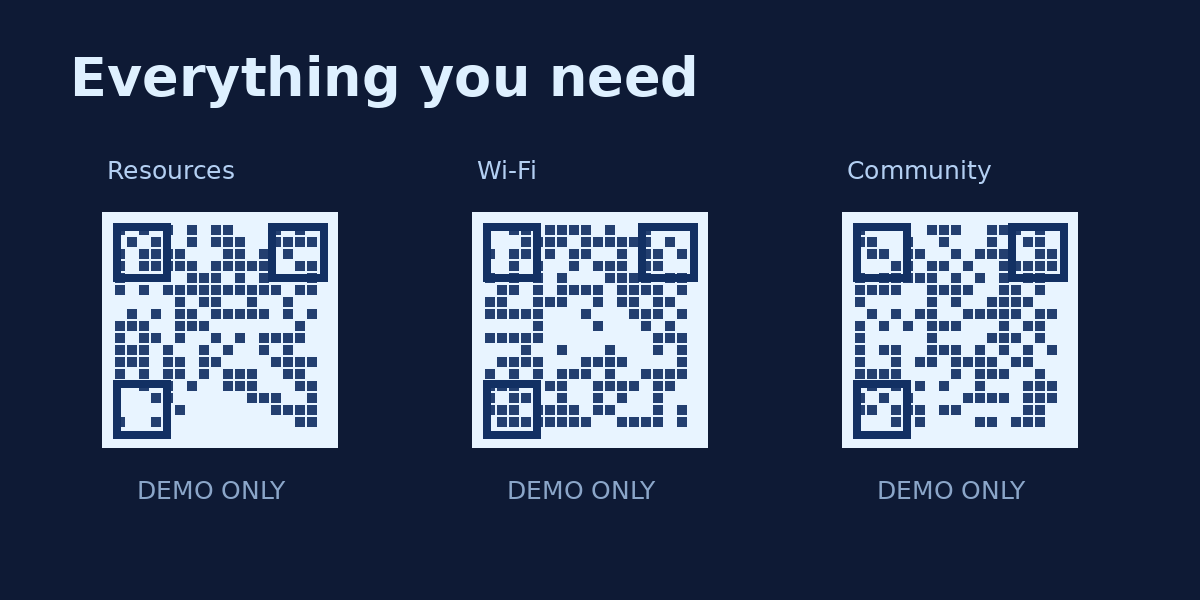 Everything you need
Resources
Wi-Fi
Community
DEMO ONLY
DEMO ONLY
DEMO ONLY